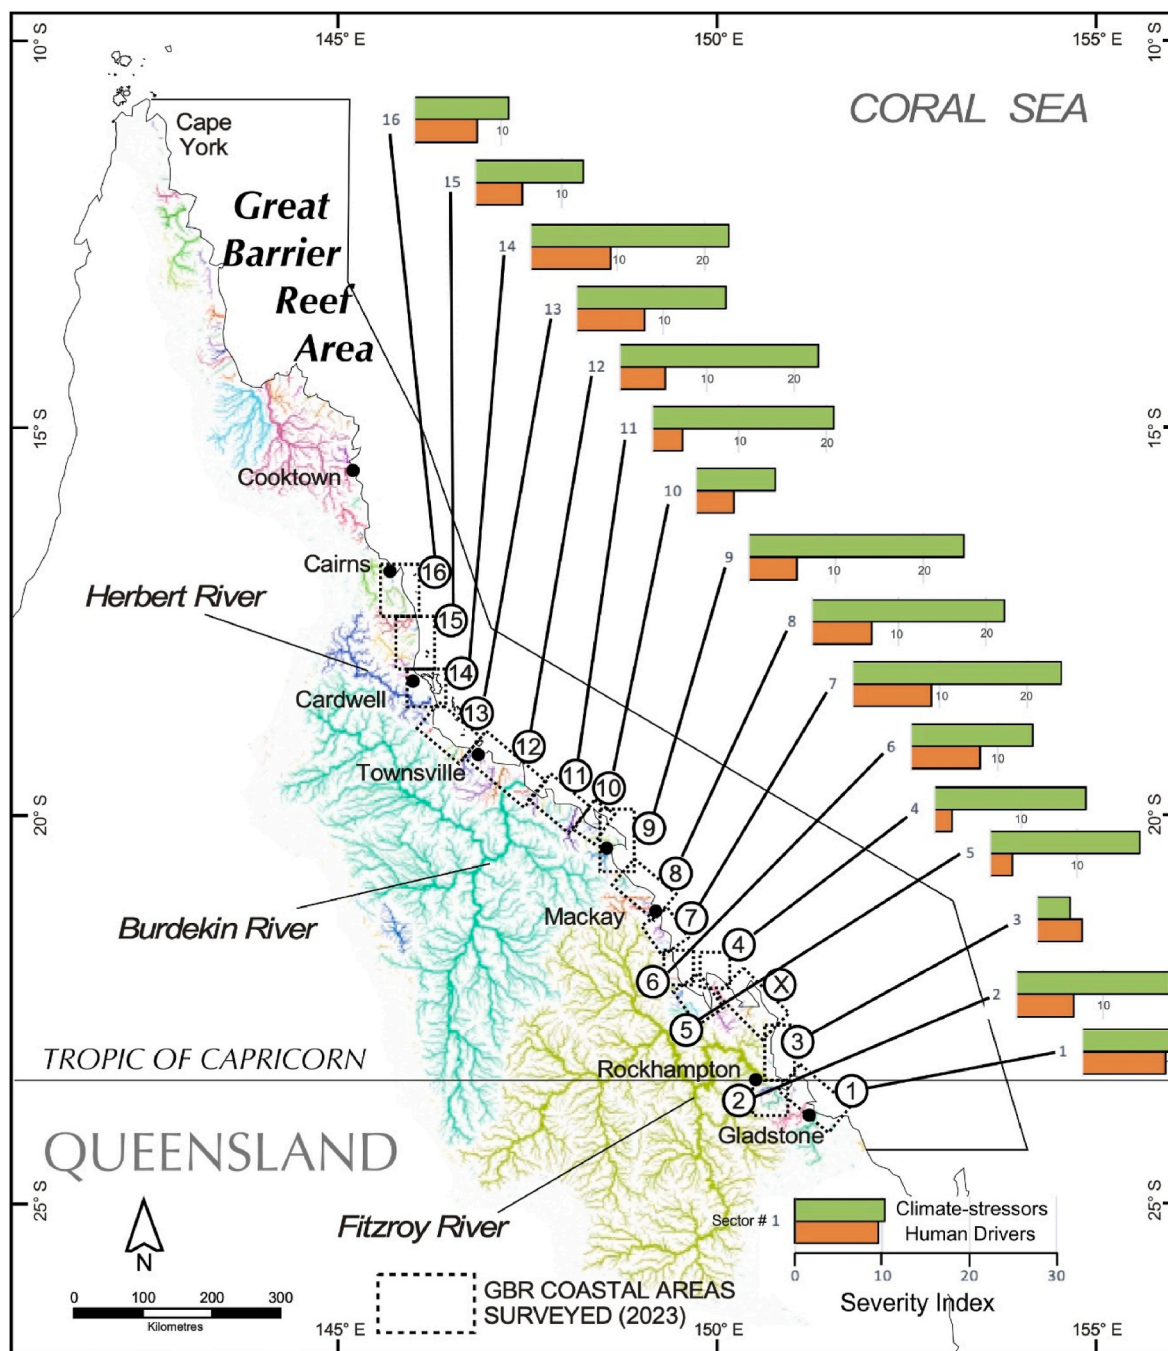 145° E
150° E
155° E
10° S
10° S
CORAL SEA
Cape
York
Great
Barrier
Reef
Area
16
10
15
10
14
10
20
13
10
12
10
20
11
10
20
10
9
10
20
8
10
20
7
10
20
6
10
4
10
5
10
3
2
10
1
15° S
15° S
Cooktown
Cairns
16
Herbert River
15
14
Cardwell
13
12
Townsville
11
10
9
20° S
20° S
8
Mackay
7
Burdekin River
4
6
X
5
3
TROPIC OF CAPRICORN
Rockhampton
2
1
Gladstone
QUEENSLAND
25° S
25° S
Fitzroy River
N
Sector # 1
Climate-stressors
Human Drivers
0
10
20
30
Severity Index
0
100
200
300
Kilometres
GBR COASTAL AREAS
SURVEYED (2023)
145° E
150° E
155° E